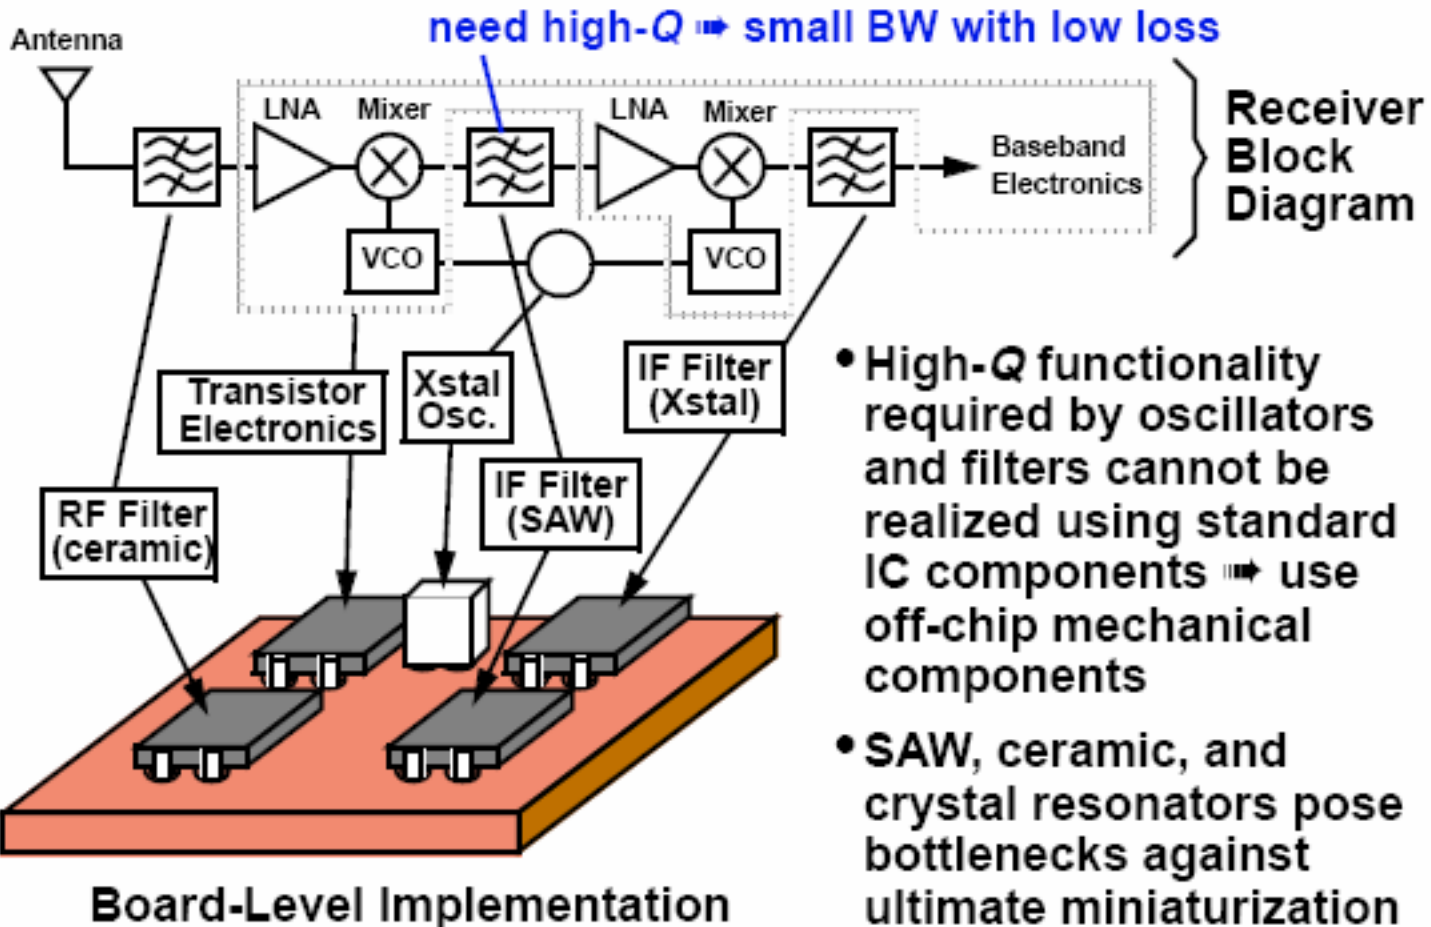 need high-Q ➠ small BW with low loss
Antenna
LNA
Mixer
LNA
Mixer
Baseband
Electronics
VCO
VCO
Receiver
Block
Diagram
Transistor
Electronics
Xstal
Osc.
IF Filter
(Xstal)
RF Filter
(ceramic)
IF Filter
(SAW)
Board-Level Implementation
• High-Q functionality
required by oscillators
and filters cannot be
realized using standard
IC components ➠ use
off-chip mechanical
components
• SAW, ceramic, and
crystal resonators pose
bottlenecks against
ultimate miniaturization